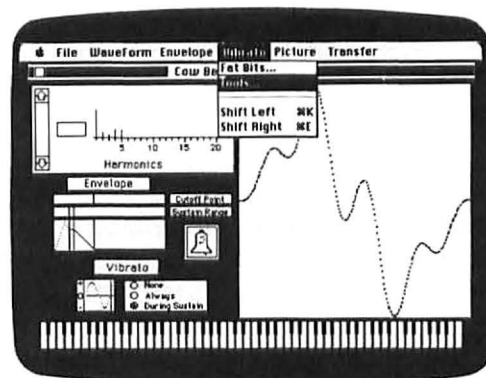 File Waveform Envelope Vibrato Picture Transfer
Cow Be
Fat Bits...
Tools...
Shift Left ⌘K
Shift Right ⌘E
5 10 15 20
Harmonics
Envelope
Cutoff Point
Sustain Range
Vibrato
None
Always
During Sustain